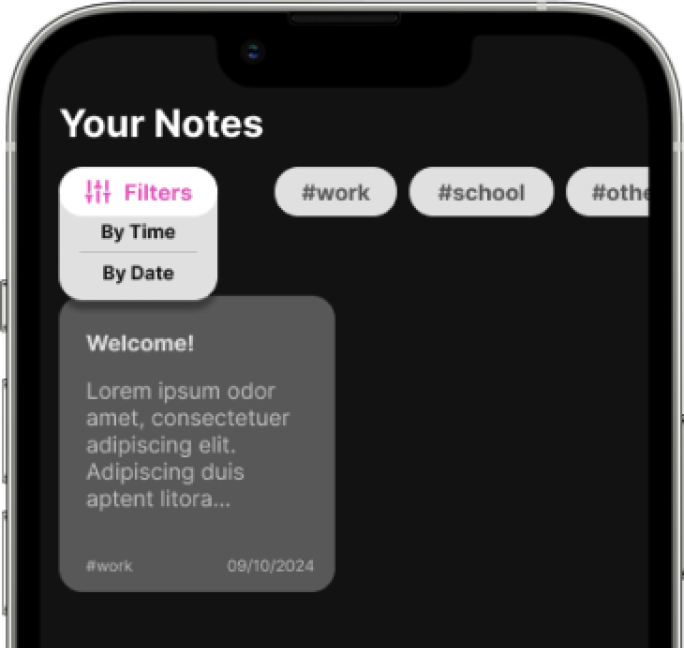 Your Notes
Filters
#work
#school
#othe
By Time
By Date
Welcome!
Lorem ipsum odor
amet, consectetuer
adipiscing elit.
Adipiscing duis
aptent litora...
#work
09/10/2024